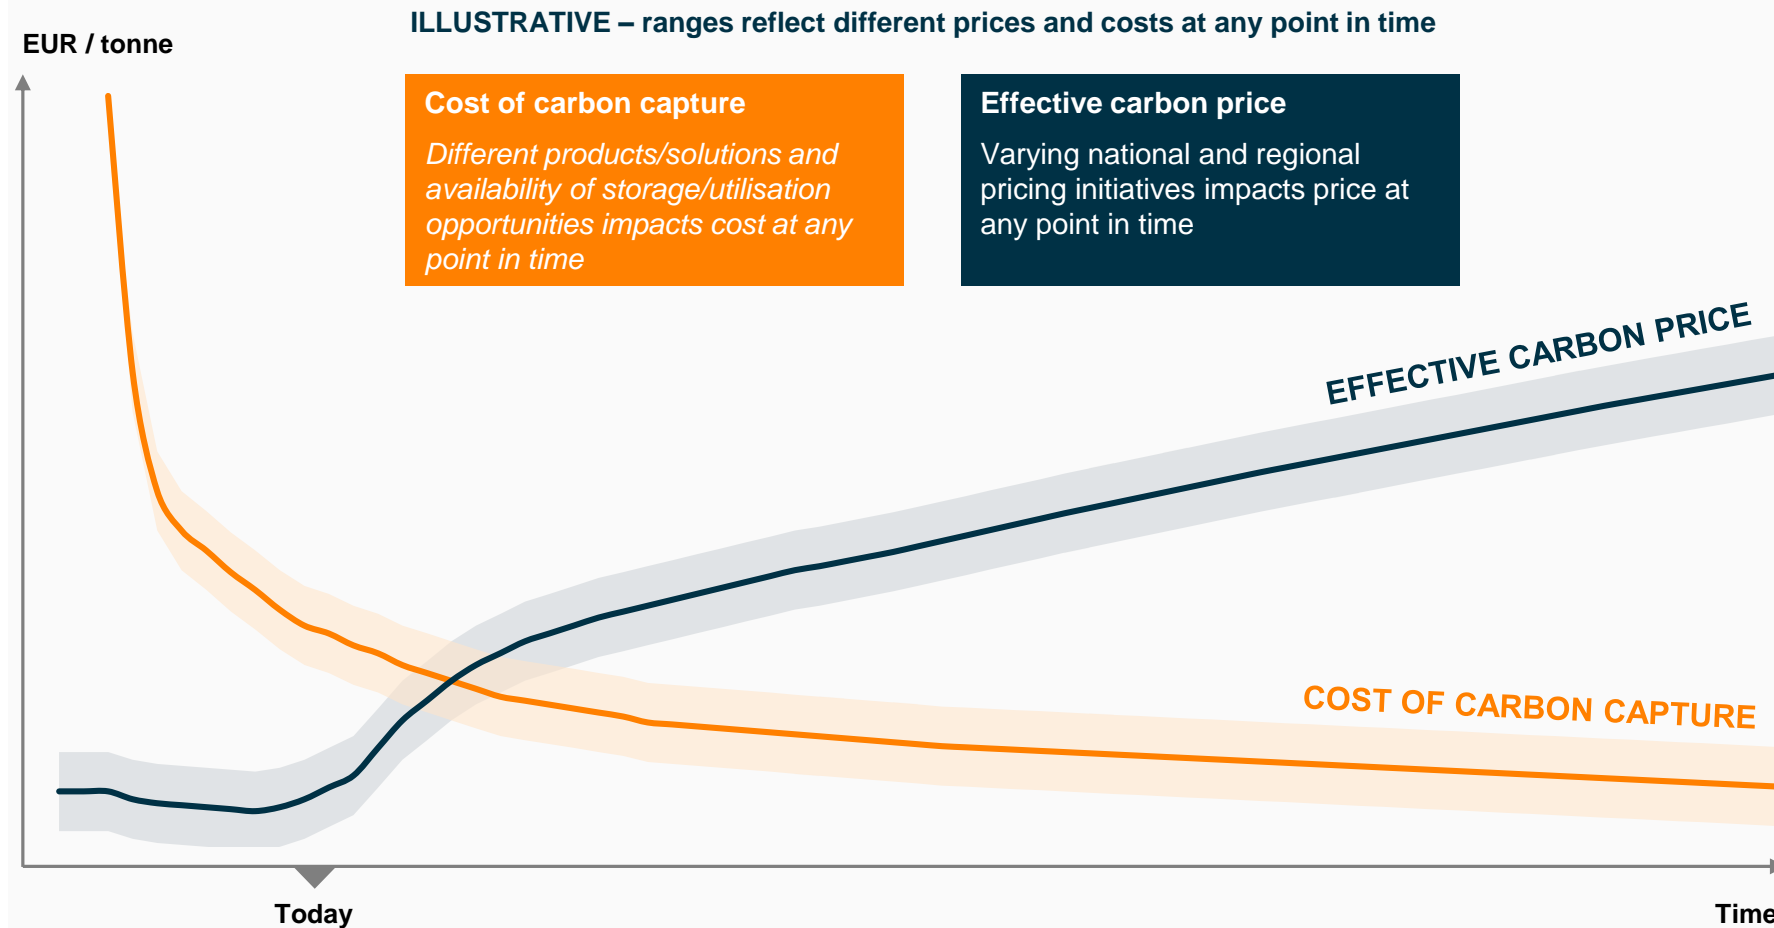 ILLUSTRATIVE – ranges reflect different prices and costs at any point in time
EUR / tonne
Cost of carbon capture
Different products/solutions and
availability of storage/utilisation
opportunities impacts cost at any
point in time
Effective carbon price
Varying national and regional
pricing initiatives impacts price at
any point in time
EFFECTIVE CARBON PRICE
COST OF CARBON CAPTURE
Today
Time